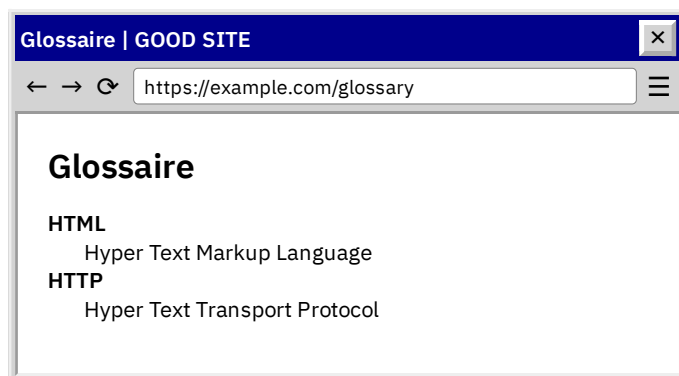 Glossaire | GOOD SITE
https://example.com/glossary
Glossaire
HTML
Hyper Text Markup Language
HTTP
Hyper Text Transport Protocol